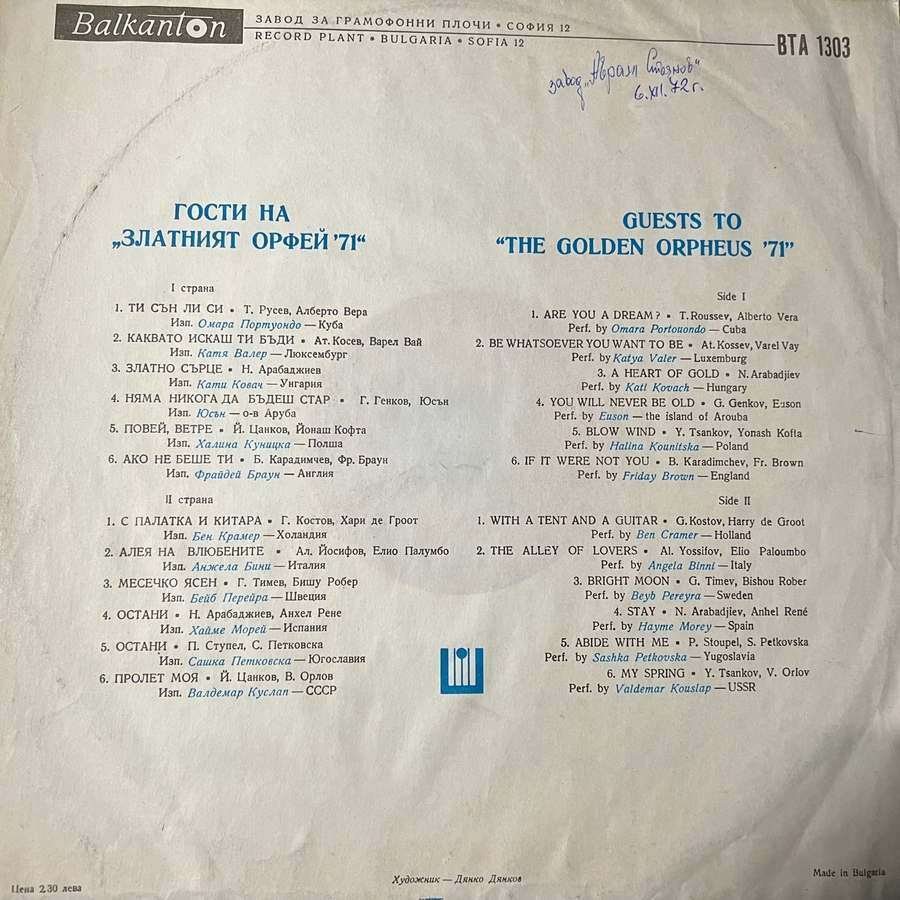 Balkanton
ЗАВОД ЗА ГРАМОФОННИ ПЛОЧИ • СОФИЯ 12
RECORD PLANT • BULGARIA • SOFIA 12
ВТА 1303
завод „Аврам Стоянов“
6.XII.72 г.
ГОСТИ НА
„ЗЛАТНИЯТ ОРФЕЙ '71“
I страна
1. ТИ СЪН ЛИ СИ • Т. Русев, Алберто Вера
Изп. Омара Портуондо — Куба
2. КАКВАТО ИСКАШ ТИ БЪДИ • Ат. Косев, Варел Вай
Изп. Катя Валер — Люксембург
3. ЗЛАТНО СЪРЦЕ • Н. Арабаджиев
Изп. Кати Ковач — Унгария
4. НЯМА НИКОГА ДА БЪДЕШ СТАР • Г. Генков, Юсън
Изп. Юсън — о-в Аруба
5. ПОВЕЙ, ВЕТРЕ • Й. Цанков, Йонаш Кофта
Изп. Халина Куницка — Полша
6. АКО НЕ БЕШЕ ТИ • Б. Карадимчев, Фр. Браун
Изп. Фрайдей Браун — Англия
II страна
1. С ПАЛАТКА И КИТАРА • Г. Костов, Хари де Гроот
Изп. Бен Крамер — Холандия
2. АЛЕЯ НА ВЛЮБЕНИТЕ • Ал. Йосифов, Елио Палумбо
Изп. Анжела Бини — Италия
3. МЕСЕЧКО ЯСЕН • Г. Тимев, Бишу Робер
Изп. Бейб Перейра — Швеция
4. ОСТАНИ • Н. Арабаджиев, Анхел Рене
Изп. Хайме Морей — Испания
5. ОСТАНИ • П. Ступел, С. Петковска
Изп. Сашка Петковска — Югославия
6. ПРОЛЕТ МОЯ • Й. Цанков, В. Орлов
Изп. Валдемар Куслап — СССР
GUESTS TO
“THE GOLDEN ORPHEUS '71”
Side I
1. ARE YOU A DREAM? • T. Roussev, Alberto Vera
Perf. by Omara Portouondo — Cuba
2. BE WHATSOEVER YOU WANT TO BE • At. Kossev, Varel Vay
Perf. by Katya Valer — Luxemburg
3. A HEART OF GOLD • N. Arabadjiev
Perf. by Kati Kovach — Hungary
4. YOU WILL NEVER BE OLD • G. Genkov, Euson
Perf. by Euson — the island of Arouba
5. BLOW WIND • Y. Tsankov, Yonash Kofta
Perf. by Halina Kounitska — Poland
6. IF IT WERE NOT YOU • B. Karadimchev, Fr. Brown
Perf. by Friday Brown — England
Side II
1. WITH A TENT AND A GUITAR • G. Kostov, Harry de Groot
Perf. by Ben Cramer — Holland
2. THE ALLEY OF LOVERS • Al. Yossifov, Elio Paloumbo
Perf. by Angela Binni — Italy
3. BRIGHT MOON • G. Timev, Bishou Rober
Perf. by Beyb Pereyra — Sweden
4. STAY • N. Arabadjiev, Anhel René
Perf. by Hayme Morey — Spain
5. ABIDE WITH ME • P. Stoupel, S. Petkovska
Perf. by Sashka Petkovska — Yugoslavia
6. MY SPRING • Y. Tsankov, V. Orlov
Perf. by Valdemar Kouslap — USSR
Цена 2,30 лева
Художник — Дянко Дянков
Made in Bulgaria